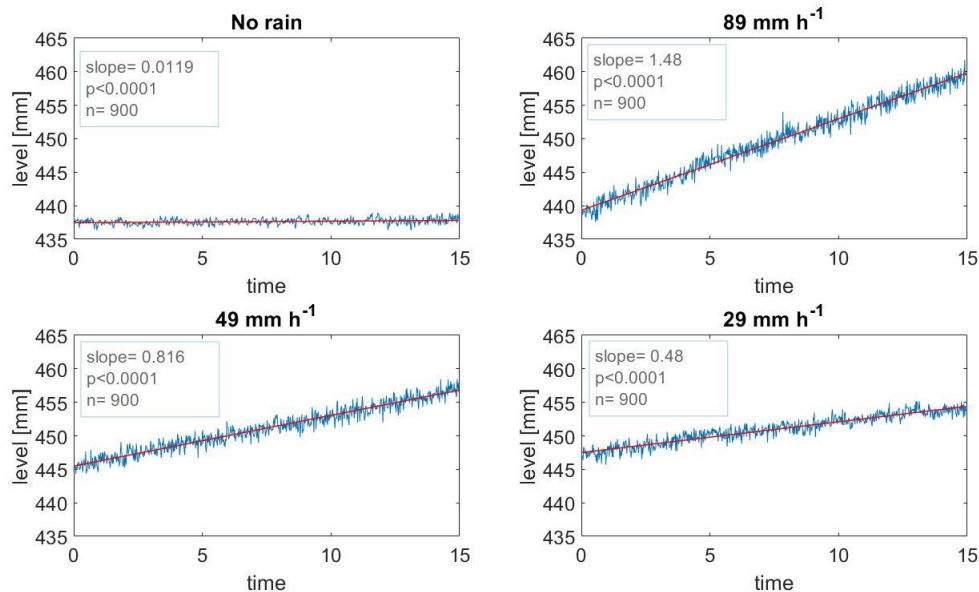 No rain
465
460
455
450
445
440
435
level [mm]
slope= 0.0119
p<0.0001
n= 900
0 5 10 15
time
89 mm h-1
465
460
455
450
445
440
435
level [mm]
slope= 1.48
p<0.0001
n= 900
0 5 10 15
time
49 mm h-1
465
460
455
450
445
440
435
level [mm]
slope= 0.816
p<0.0001
n= 900
0 5 10 15
time
29 mm h-1
465
460
455
450
445
440
435
level [mm]
slope= 0.48
p<0.0001
n= 900
0 5 10 15
time